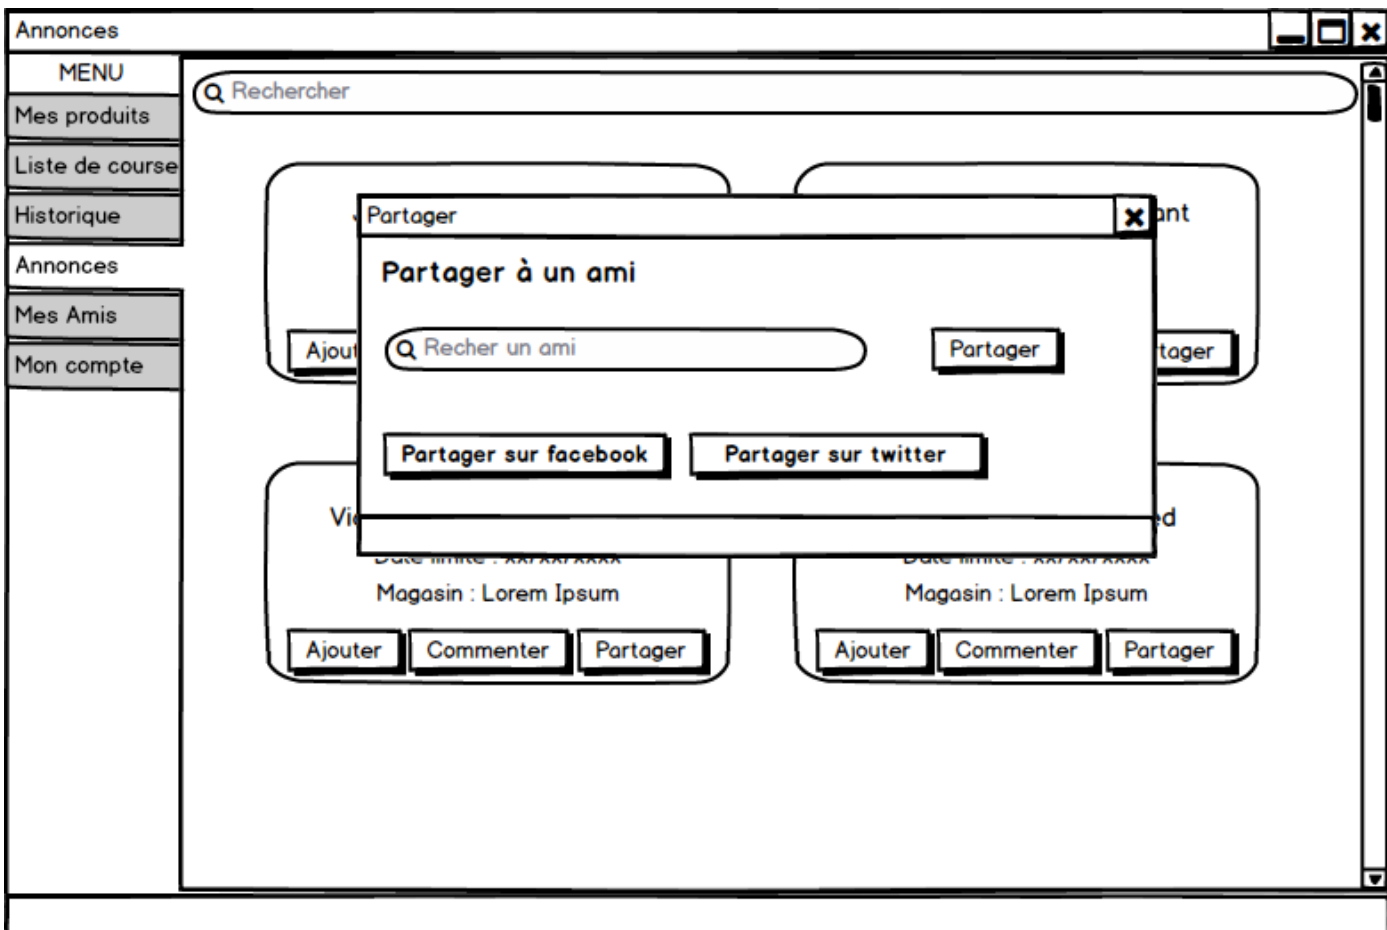 Annonces
MENU
Rechercher
Mes produits
Liste de course
Historique
Annonces
Mes Amis
Mon compte
Partager
Partager à un ami
Recher un ami
Partager
Partager sur facebook
Partager sur twitter
Magasin : Lorem Ipsum
Ajouter
Commenter
Partager
Magasin : Lorem Ipsum
Ajouter
Commenter
Partager